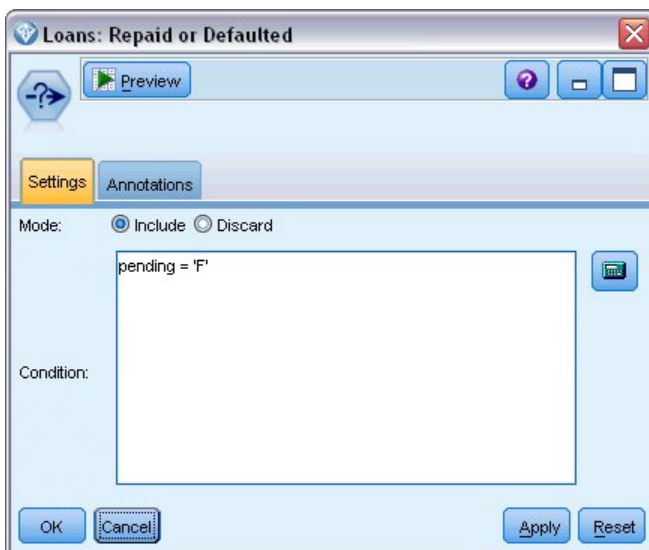 Loans: Repaid or Defaulted
Preview
Settings Annotations
Mode: Include Discard
pending = 'F'
Condition:
OK Cancel Apply Reset